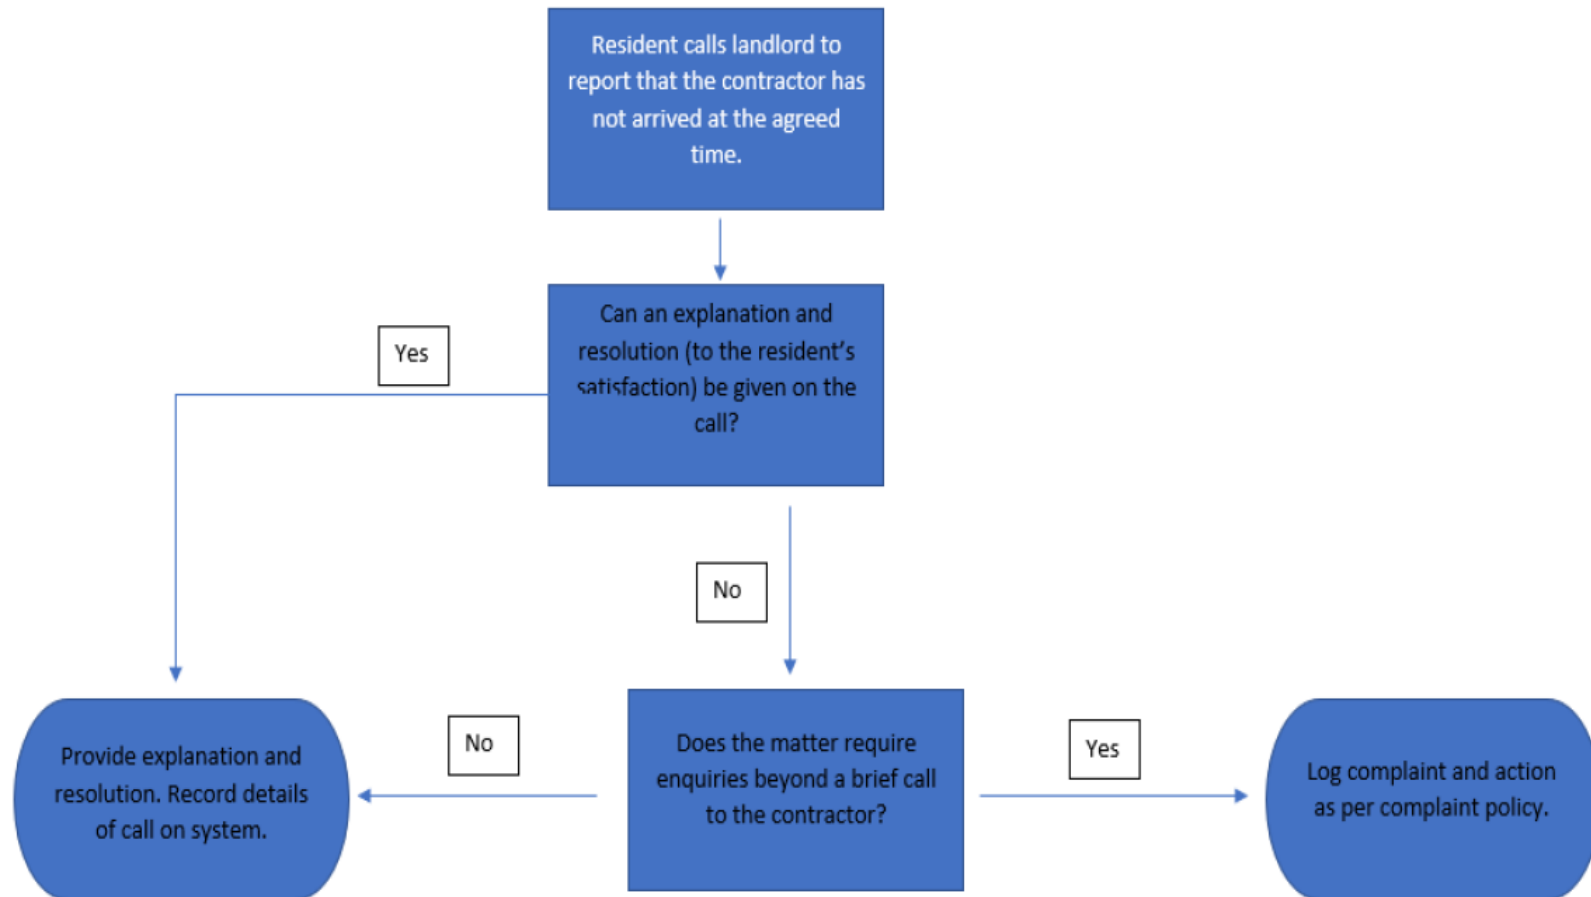 Resident calls landlord to
report that the contractor has
not arrived at the agreed
time.
Can an explanation and
resolution (to the resident's
satisfaction) be given on the
call?
Yes
No
Does the matter require
enquiries beyond a brief call
to the contractor?
No
Provide explanation and
resolution. Record details
of call on system.
Yes
Log complaint and action
as per complaint policy.